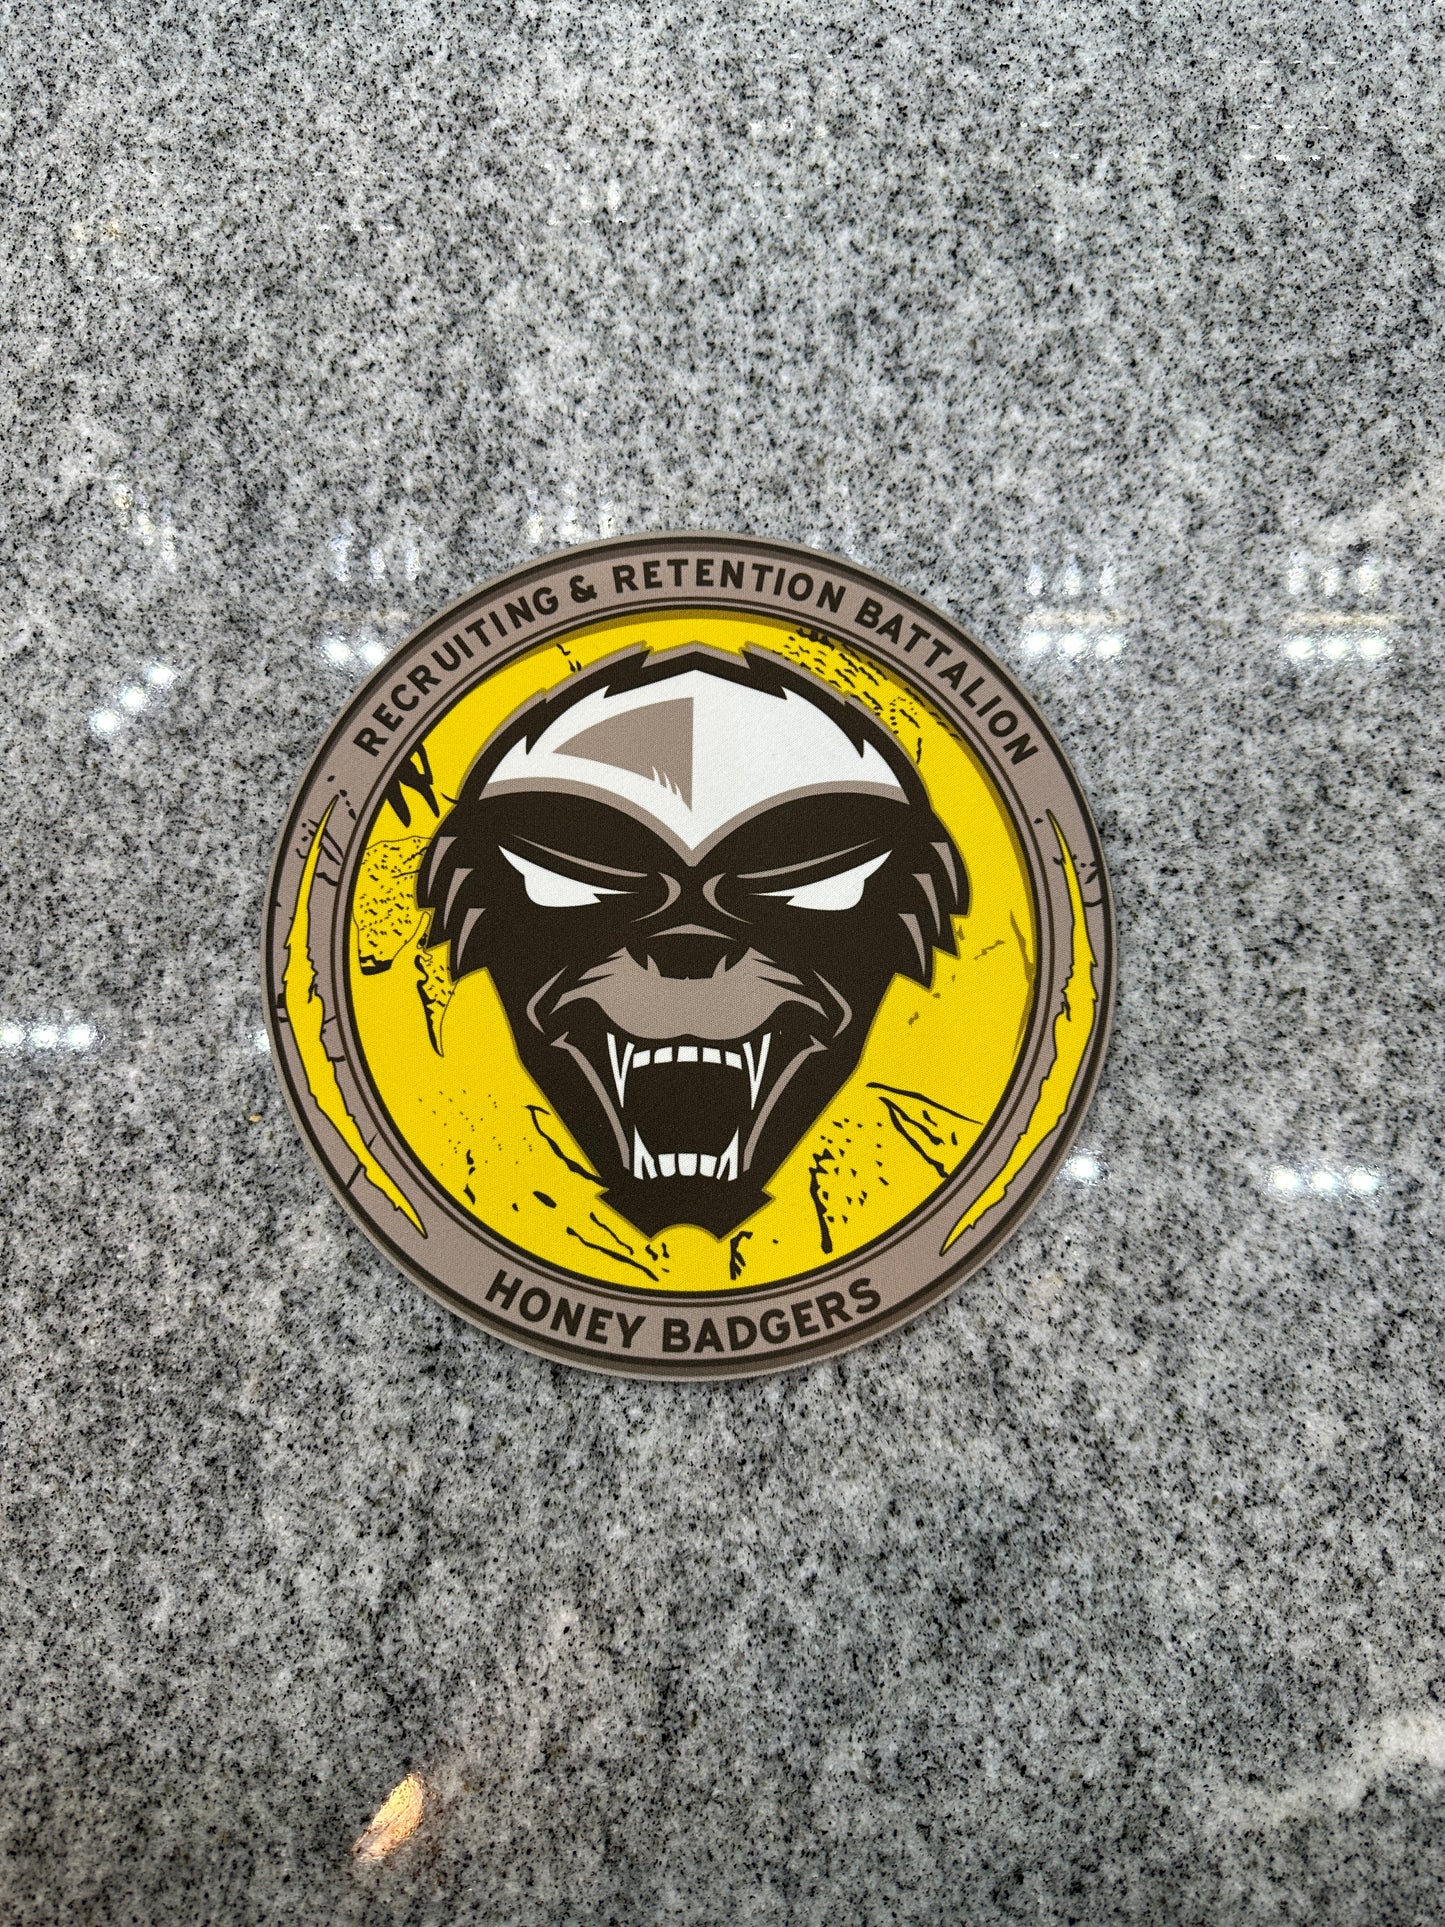 RECRUITING & RETENTION BATTALION
HONEY BADGERS